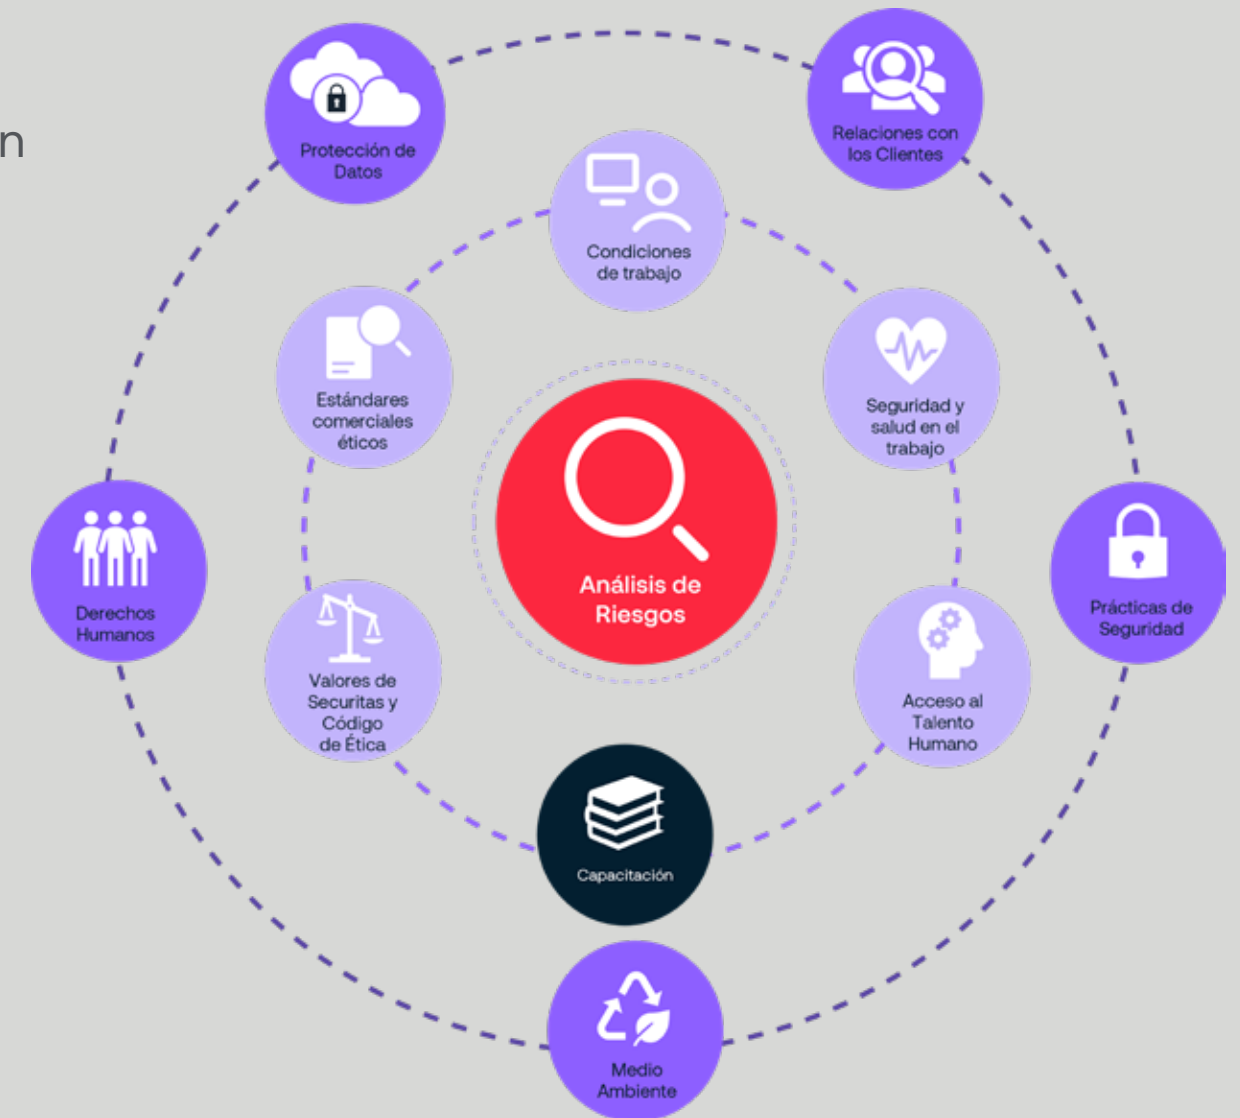 n
Protección de
Datos
Relaciones con
los Clientes
Condiciones
de trabajo
Estándares
comerciales
éticos
Seguridad y
salud en el
trabajo
Análisis de
Riesgos
Derechos
Humanos
Prácticas de
Seguridad
Valores de
Securitas y
Código
de Ética
Acceso al
Talento
Humano
Capacitación
Medio
Ambiente